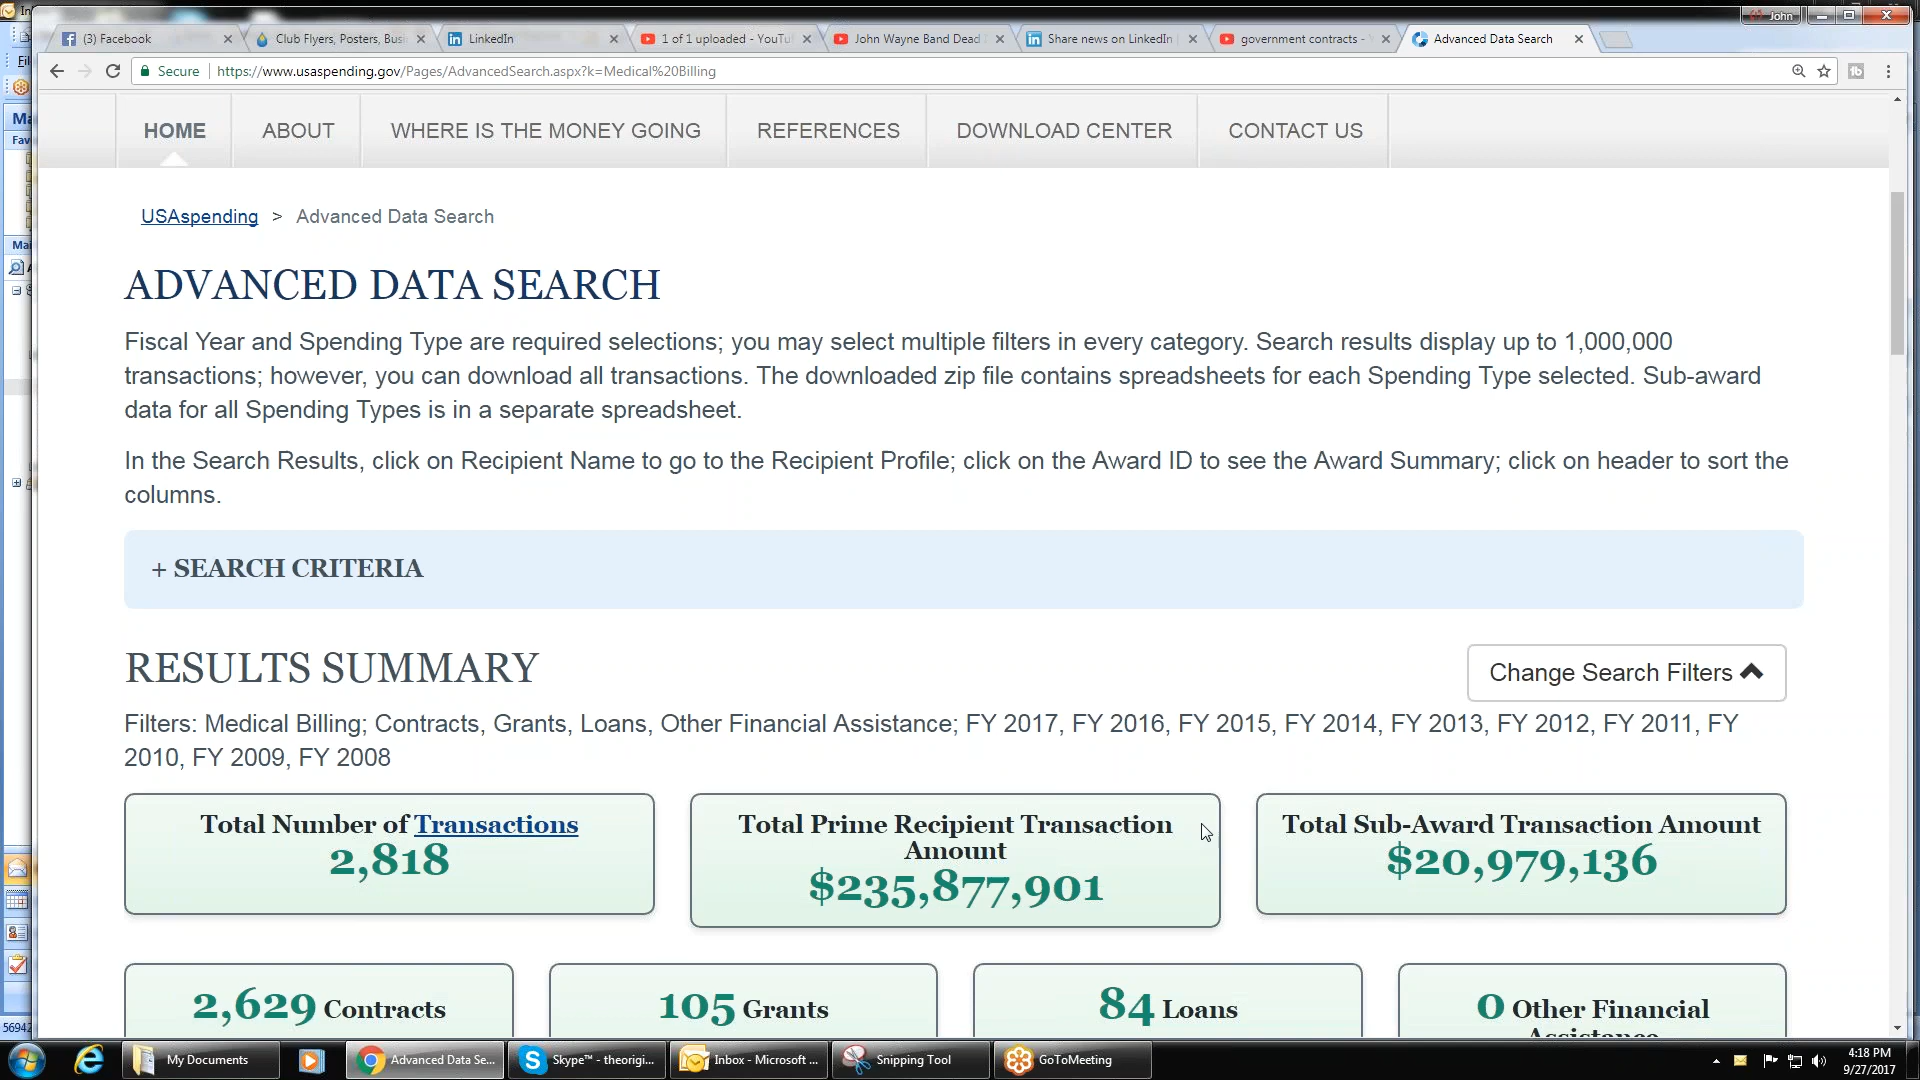 John
(3) Facebook
Club Flyers, Posters, Busi
LinkedIn
1 of 1 uploaded - YouTu
John Wayne Band Dead
Share news on LinkedIn
government contracts -
Advanced Data Search
Secure
https://www.usaspending.gov/Pages/AdvancedSearch.aspx?k=Medical%20Billing
HOME
ABOUT
WHERE IS THE MONEY GOING
REFERENCES
DOWNLOAD CENTER
CONTACT US
USAspending > Advanced Data Search
ADVANCED DATA SEARCH
Fiscal Year and Spending Type are required selections; you may select multiple filters in every category. Search results display up to 1,000,000
transactions; however, you can download all transactions. The downloaded zip file contains spreadsheets for each Spending Type selected. Sub-award
data for all Spending Types is in a separate spreadsheet.
In the Search Results, click on Recipient Name to go to the Recipient Profile; click on the Award ID to see the Award Summary; click on header to sort the
columns.
+ SEARCH CRITERIA
RESULTS SUMMARY
Change Search Filters
Filters: Medical Billing; Contracts, Grants, Loans, Other Financial Assistance; FY 2017, FY 2016, FY 2015, FY 2014, FY 2013, FY 2012, FY 2011, FY
2010, FY 2009, FY 2008
Total Number of Transactions
2,818
Total Prime Recipient Transaction
Amount
$235,877,901
Total Sub-Award Transaction Amount
$20,979,136
2,629 Contracts
105 Grants
84 Loans
0 Other Financial
Assistance
My Documents
Advanced Data Se...
Skype™ - theorigi...
Inbox - Microsoft ...
Snipping Tool
GoToMeeting
4:18 PM
9/27/2017